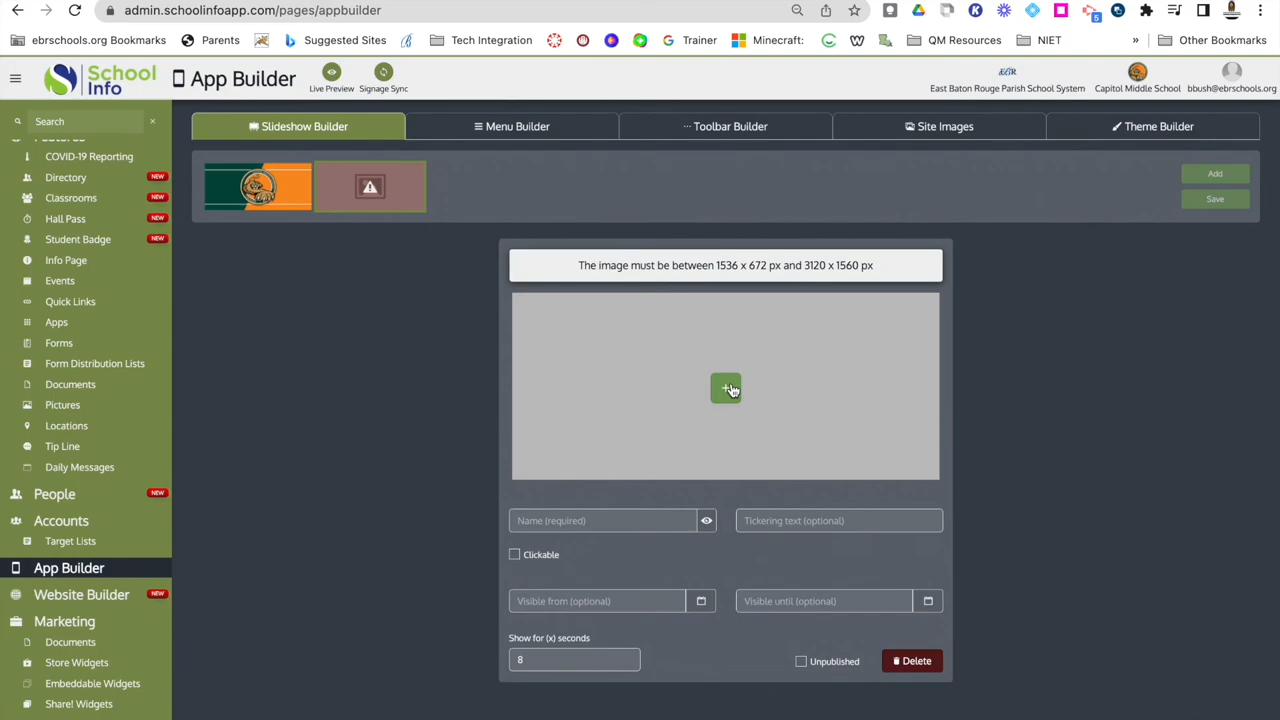 admin.schoolinfoapp.com/pages/appbuilder
ebrschools.org Bookmarks
Parents
Suggested Sites
Tech Integration
Trainer
Minecraft:
QM Resources
NIET
»
Other Bookmarks
5
School Info
App Builder
Live Preview
Signage Sync
EBR
East Baton Rouge Parish School System
Capitol Middle School
bbush@ebrschools.org
Search
Slideshow Builder
Menu Builder
Toolbar Builder
Site Images
Theme Builder
COVID-19 Reporting
Directory NEW
Classrooms NEW
Hall Pass NEW
Student Badge NEW
Info Page
Events
Quick Links
Apps
Forms
Form Distribution Lists
Documents
Pictures
Locations
Tip Line
Daily Messages
People NEW
Accounts
Target Lists
App Builder
Website Builder NEW
Marketing
Documents
Store Widgets
Embeddable Widgets
Share! Widgets
Add
Save
The image must be between 1536 x 672 px and 3120 x 1560 px
Name (required)
Tickering text (optional)
Clickable
Visible from (optional)
Visible until (optional)
Show for (x) seconds
8
Unpublished
Delete